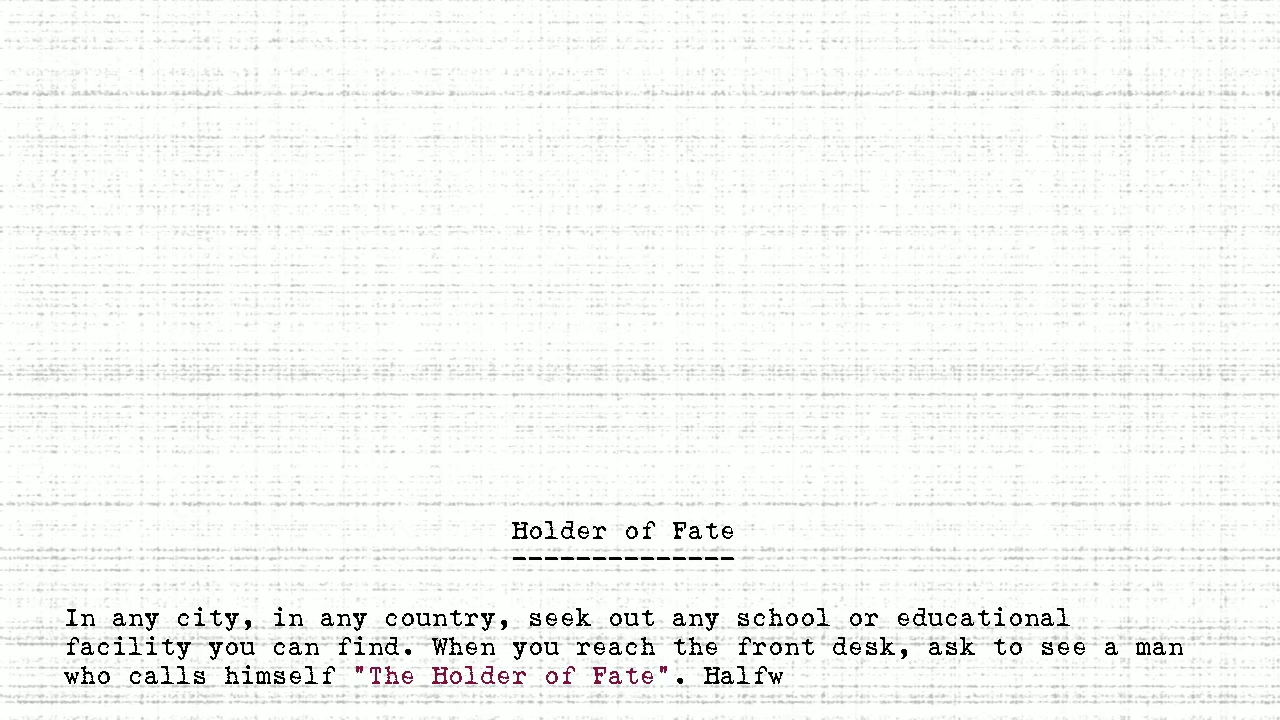 Holder of Fate
--------------
In any city, in any country, seek out any school or educational
facility you can find. When you reach the front desk, ask to see a man
who calls himself "The Holder of Fate". Halfw